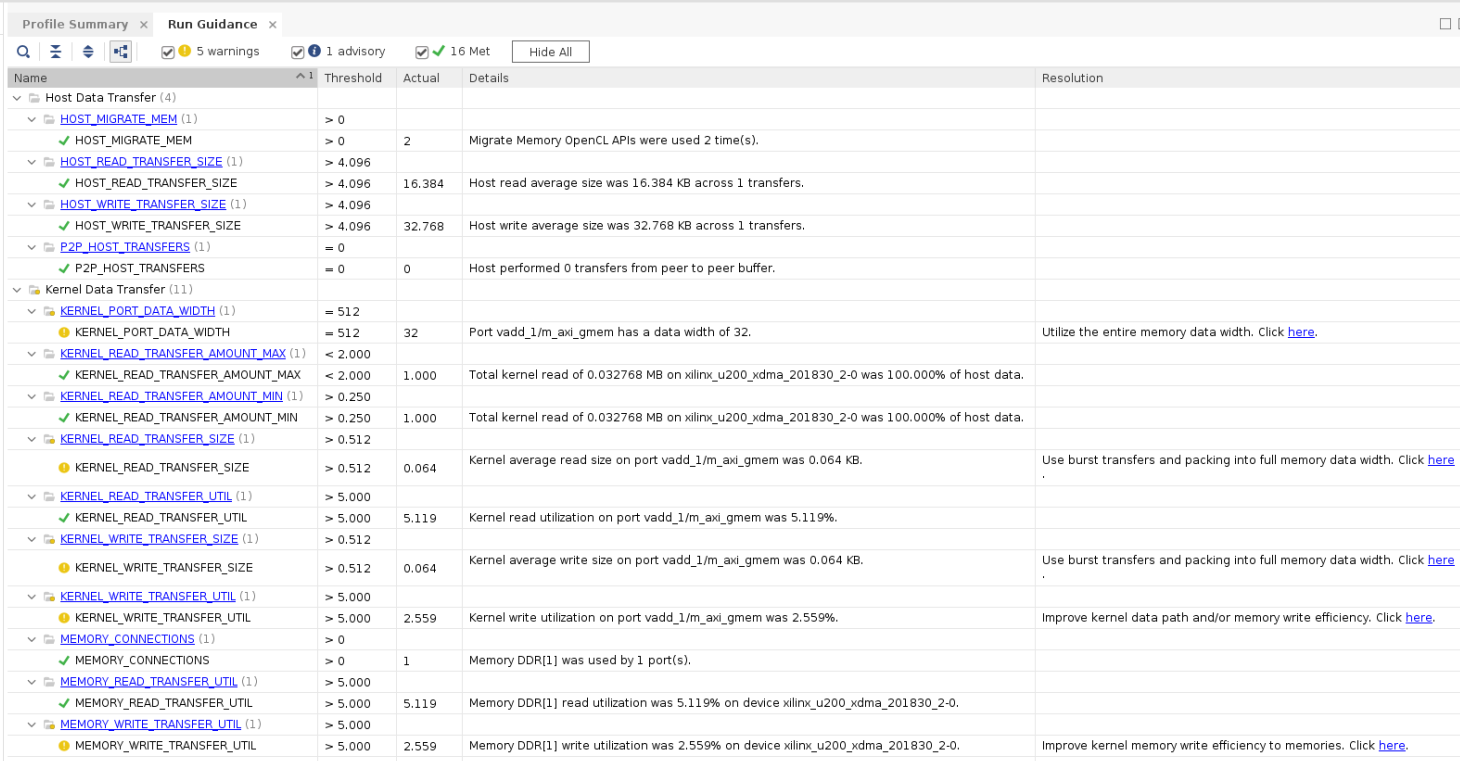 Profile Summary × Run Guidance ×
5 warnings 1 advisory 16 Met Hide All
Name 1 Threshold Actual Details Resolution
Host Data Transfer (4)
HOST_MIGRATE_MEM (1) > 0
HOST_MIGRATE_MEM > 0 2 Migrate Memory OpenCL APIs were used 2 time(s).
HOST_READ_TRANSFER_SIZE (1) > 4.096
HOST_READ_TRANSFER_SIZE > 4.096 16.384 Host read average size was 16.384 KB across 1 transfers.
HOST_WRITE_TRANSFER_SIZE (1) > 4.096
HOST_WRITE_TRANSFER_SIZE > 4.096 32.768 Host write average size was 32.768 KB across 1 transfers.
P2P_HOST_TRANSFERS (1) = 0
P2P_HOST_TRANSFERS = 0 0 Host performed 0 transfers from peer to peer buffer.
Kernel Data Transfer (11)
KERNEL_PORT_DATA_WIDTH (1) = 512
KERNEL_PORT_DATA_WIDTH = 512 32 Port vadd_1/m_axi_gmem has a data width of 32. Utilize the entire memory data width. Click here.
KERNEL_READ_TRANSFER_AMOUNT_MAX (1) < 2.000
KERNEL_READ_TRANSFER_AMOUNT_MAX < 2.000 1.000 Total kernel read of 0.032768 MB on xilinx_u200_xdma_201830_2-0 was 100.000% of host data.
KERNEL_READ_TRANSFER_AMOUNT_MIN (1) > 0.250
KERNEL_READ_TRANSFER_AMOUNT_MIN > 0.250 1.000 Total kernel read of 0.032768 MB on xilinx_u200_xdma_201830_2-0 was 100.000% of host data.
KERNEL_READ_TRANSFER_SIZE (1) > 0.512
KERNEL_READ_TRANSFER_SIZE > 0.512 0.064 Kernel average read size on port vadd_1/m_axi_gmem was 0.064 KB. Use burst transfers and packing into full memory data width. Click here
.
KERNEL_READ_TRANSFER_UTIL (1) > 5.000
KERNEL_READ_TRANSFER_UTIL > 5.000 5.119 Kernel read utilization on port vadd_1/m_axi_gmem was 5.119%.
KERNEL_WRITE_TRANSFER_SIZE (1) > 0.512
KERNEL_WRITE_TRANSFER_SIZE > 0.512 0.064 Kernel average write size on port vadd_1/m_axi_gmem was 0.064 KB. Use burst transfers and packing into full memory data width. Click here
.
KERNEL_WRITE_TRANSFER_UTIL (1) > 5.000
KERNEL_WRITE_TRANSFER_UTIL > 5.000 2.559 Kernel write utilization on port vadd_1/m_axi_gmem was 2.559%. Improve kernel data path and/or memory write efficiency. Click here.
MEMORY_CONNECTIONS (1) > 0
MEMORY_CONNECTIONS > 0 1 Memory DDR[1] was used by 1 port(s).
MEMORY_READ_TRANSFER_UTIL (1) > 5.000
MEMORY_READ_TRANSFER_UTIL > 5.000 5.119 Memory DDR[1] read utilization was 5.119% on device xilinx_u200_xdma_201830_2-0.
MEMORY_WRITE_TRANSFER_UTIL (1) > 5.000
MEMORY_WRITE_TRANSFER_UTIL > 5.000 2.559 Memory DDR[1] write utilization was 2.559% on device xilinx_u200_xdma_201830_2-0. Improve kernel memory write efficiency to memories. Click here.